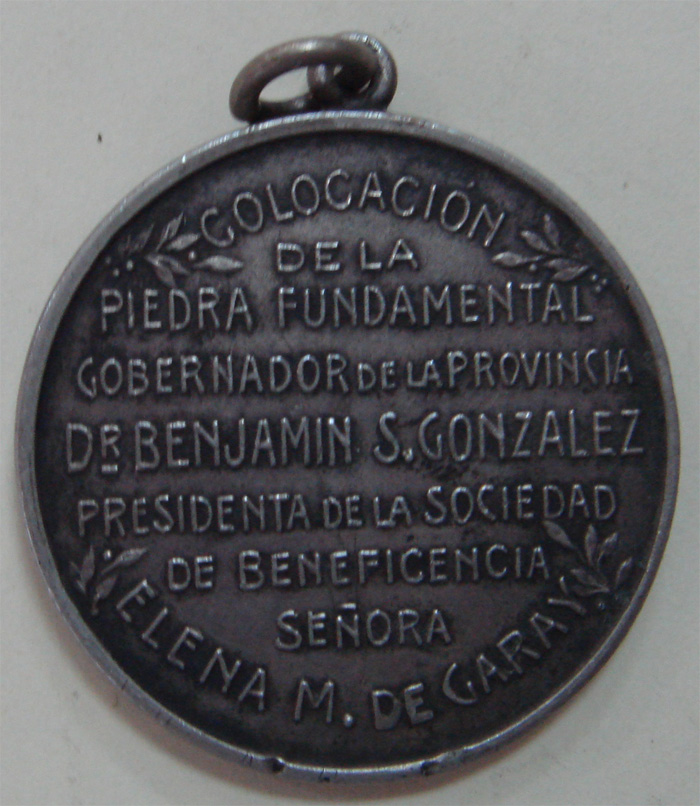 COLOCACIÓN
DE LA
PIEDRA FUNDAMENTAL
GOBERNADOR DE LA PROVINCIA
DR BENJAMIN S. GONZALEZ
PRESIDENTA DE LA SOCIEDAD
DE BENEFICENCIA
SEÑORA
ELENA M. DE GARAY